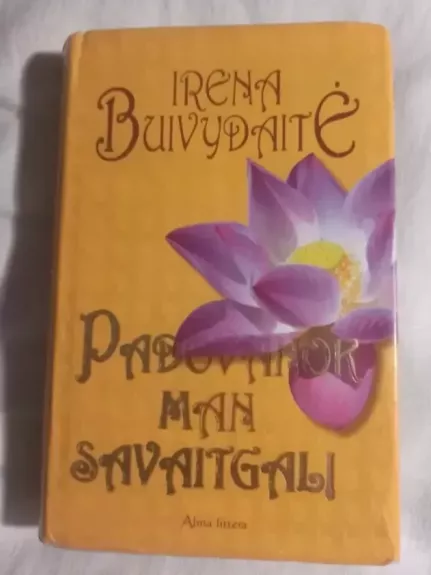 IRENA
BUIVYDAITĖ
PADOVANOK
MAN
SAVAITGALĮ
Alma littera